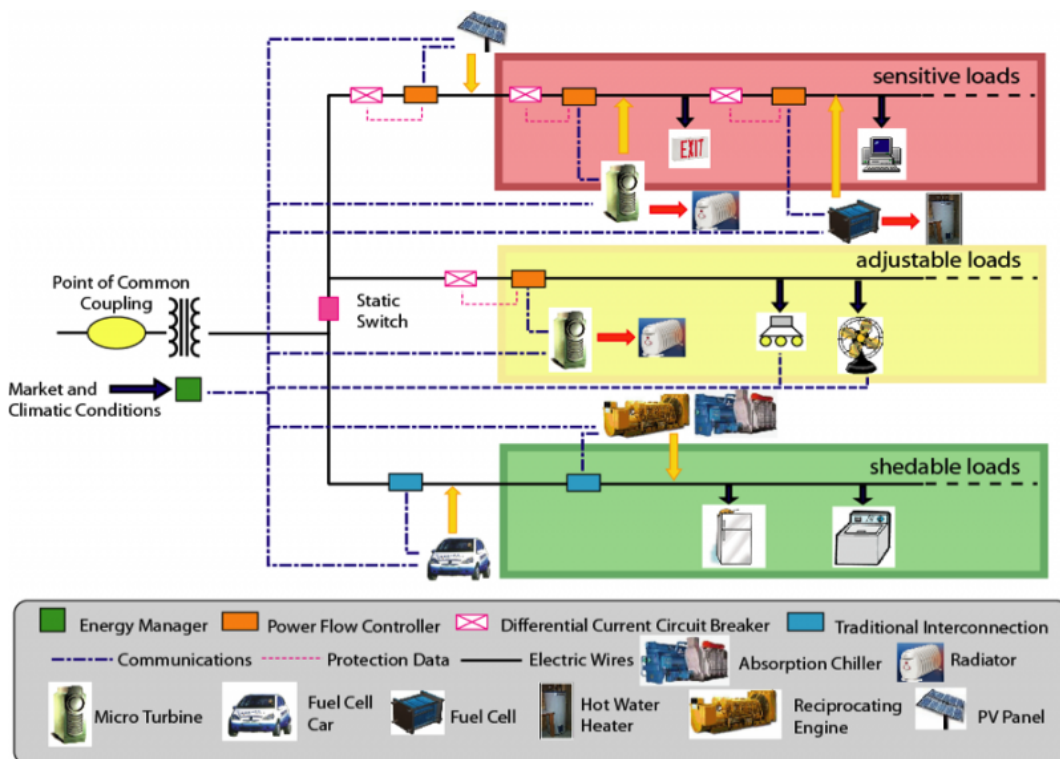 sensitive loads
EXIT
adjustable loads
Point of Common
Coupling
Static
Switch
Market and
Climatic Conditions
shedable loads
Energy Manager
Power Flow Controller
Differential Current Circuit Breaker
Traditional Interconnection
Communications
Protection Data
Electric Wires
Absorption Chiller
Radiator
Micro Turbine
Fuel Cell
Car
Fuel Cell
Hot Water
Heater
Reciprocating
Engine
PV Panel